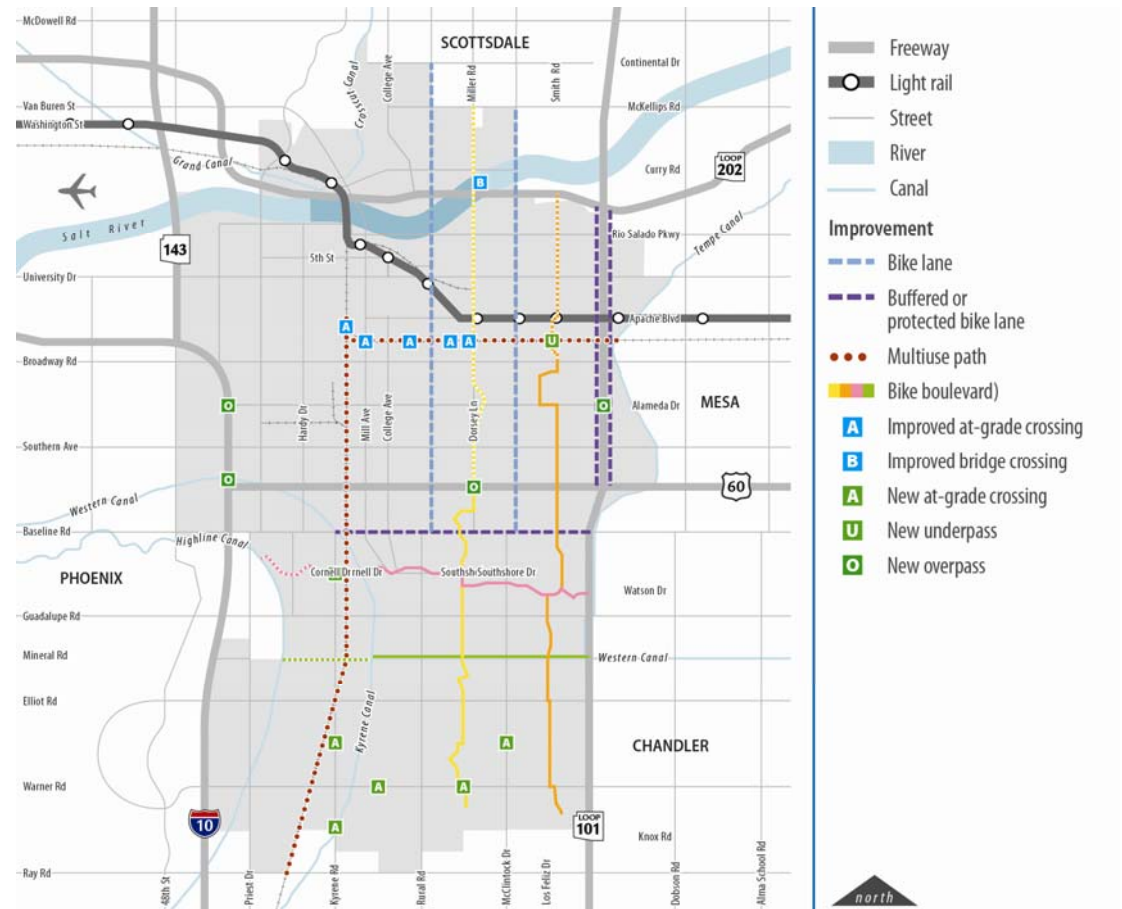 McDowell Rd
SCOTTSDALE
Continental Dr
Crosscut Canal
College Ave
Miller Rd
Smith Rd
Van Buren St
McKellips Rd
Washington St
Grand Canal
Curry Rd
LOOP
202
Salt River
143
Rio Salado Pkwy
Tempe Canal
5th St
University Dr
B
Apache Blvd
A
A
A
A
A
U
Broadway Rd
O
O
Alameda Dr
MESA
Hardy Dr
Mill Ave
College Ave
Dorsey Ln
Southern Ave
O
O
60
Western Canal
Baseline Rd
Highline Canal
PHOENIX
Cornell Drrnell Dr
Southsh Southshore Dr
Watson Dr
Guadalupe Rd
Mineral Rd
Western Canal
Elliot Rd
Kyrene Canal
A
A
CHANDLER
Warner Rd
A
A
10
A
LOOP
101
Knox Rd
Ray Rd
48th St
Priest Dr
Kyrene Rd
Rural Rd
McClintock Dr
Los Feliz Dr
Dobson Rd
Alma School Rd
Freeway
Light rail
Street
River
Canal
Improvement
Bike lane
Buffered or
protected bike lane
Multiuse path
Bike boulevard)
A Improved at-grade crossing
B Improved bridge crossing
A New at-grade crossing
U New underpass
O New overpass
north